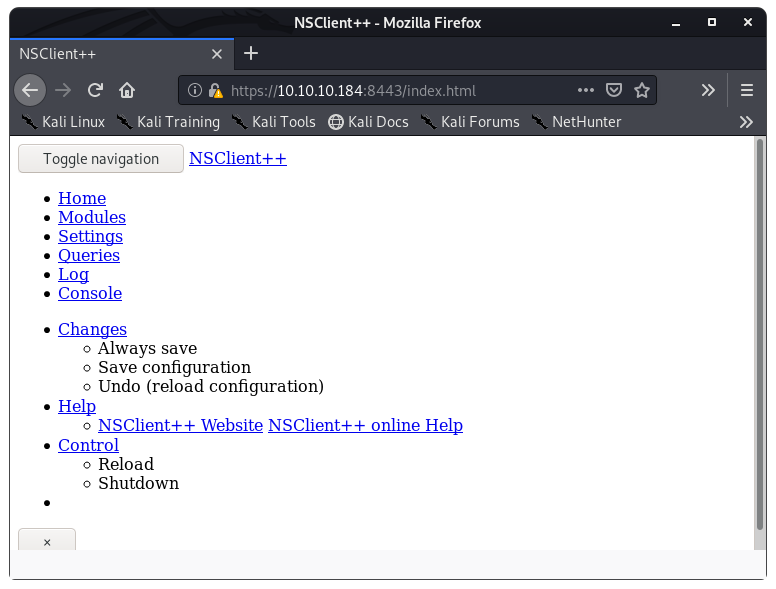 NSClient++ - Mozilla Firefox
NSClient++
https://10.10.10.184:8443/index.html
Kali Linux Kali Training Kali Tools Kali Docs Kali Forums NetHunter
Toggle navigation NSClient++
Home
Modules
Settings
Queries
Log
Console
Changes
Always save
Save configuration
Undo (reload configuration)
Help
NSClient++ Website NSClient++ online Help
Control
Reload
Shutdown
×